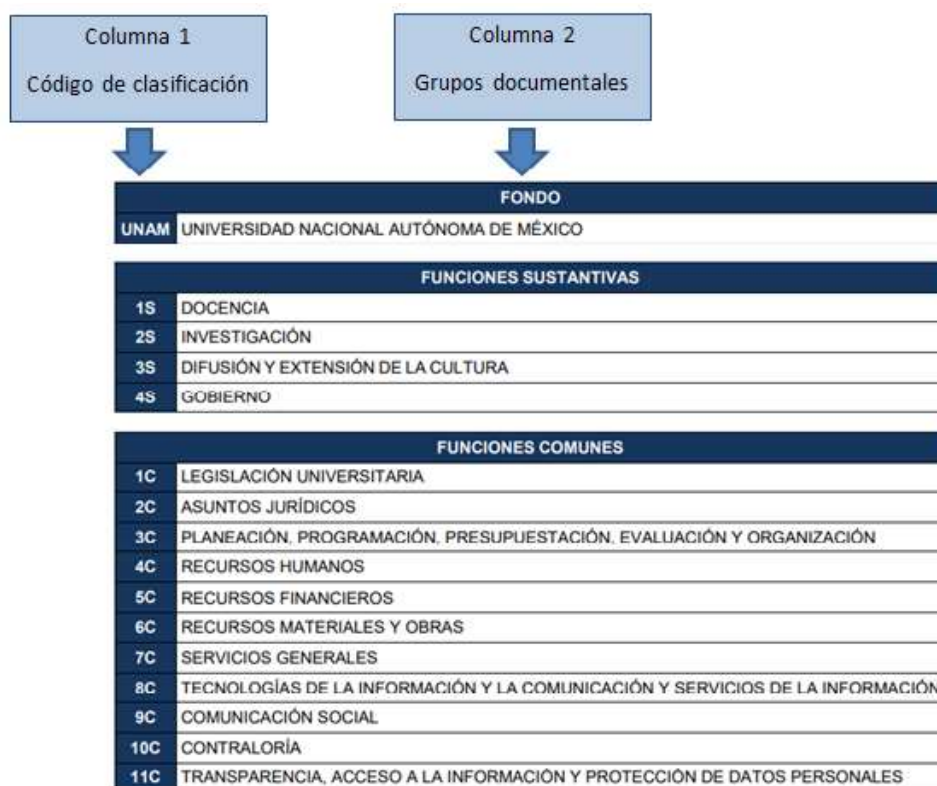 Columna 1
Código de clasificación
Columna 2
Grupos documentales
FONDO
UNAM UNIVERSIDAD NACIONAL AUTÓNOMA DE MÉXICO
FUNCIONES SUSTANTIVAS
1S DOCENCIA
2S INVESTIGACIÓN
3S DIFUSIÓN Y EXTENSIÓN DE LA CULTURA
4S GOBIERNO
FUNCIONES COMUNES
1C LEGISLACIÓN UNIVERSITARIA
2C ASUNTOS JURÍDICOS
3C PLANEACIÓN, PROGRAMACIÓN, PRESUPUESTACIÓN, EVALUACIÓN Y ORGANIZACIÓN
4C RECURSOS HUMANOS
5C RECURSOS FINANCIEROS
6C RECURSOS MATERIALES Y OBRAS
7C SERVICIOS GENERALES
8C TECNOLOGÍAS DE LA INFORMACIÓN Y LA COMUNICACIÓN Y SERVICIOS DE LA INFORMACIÓN
9C COMUNICACIÓN SOCIAL
10C CONTRALORÍA
11C TRANSPARENCIA, ACCESO A LA INFORMACIÓN Y PROTECCIÓN DE DATOS PERSONALES